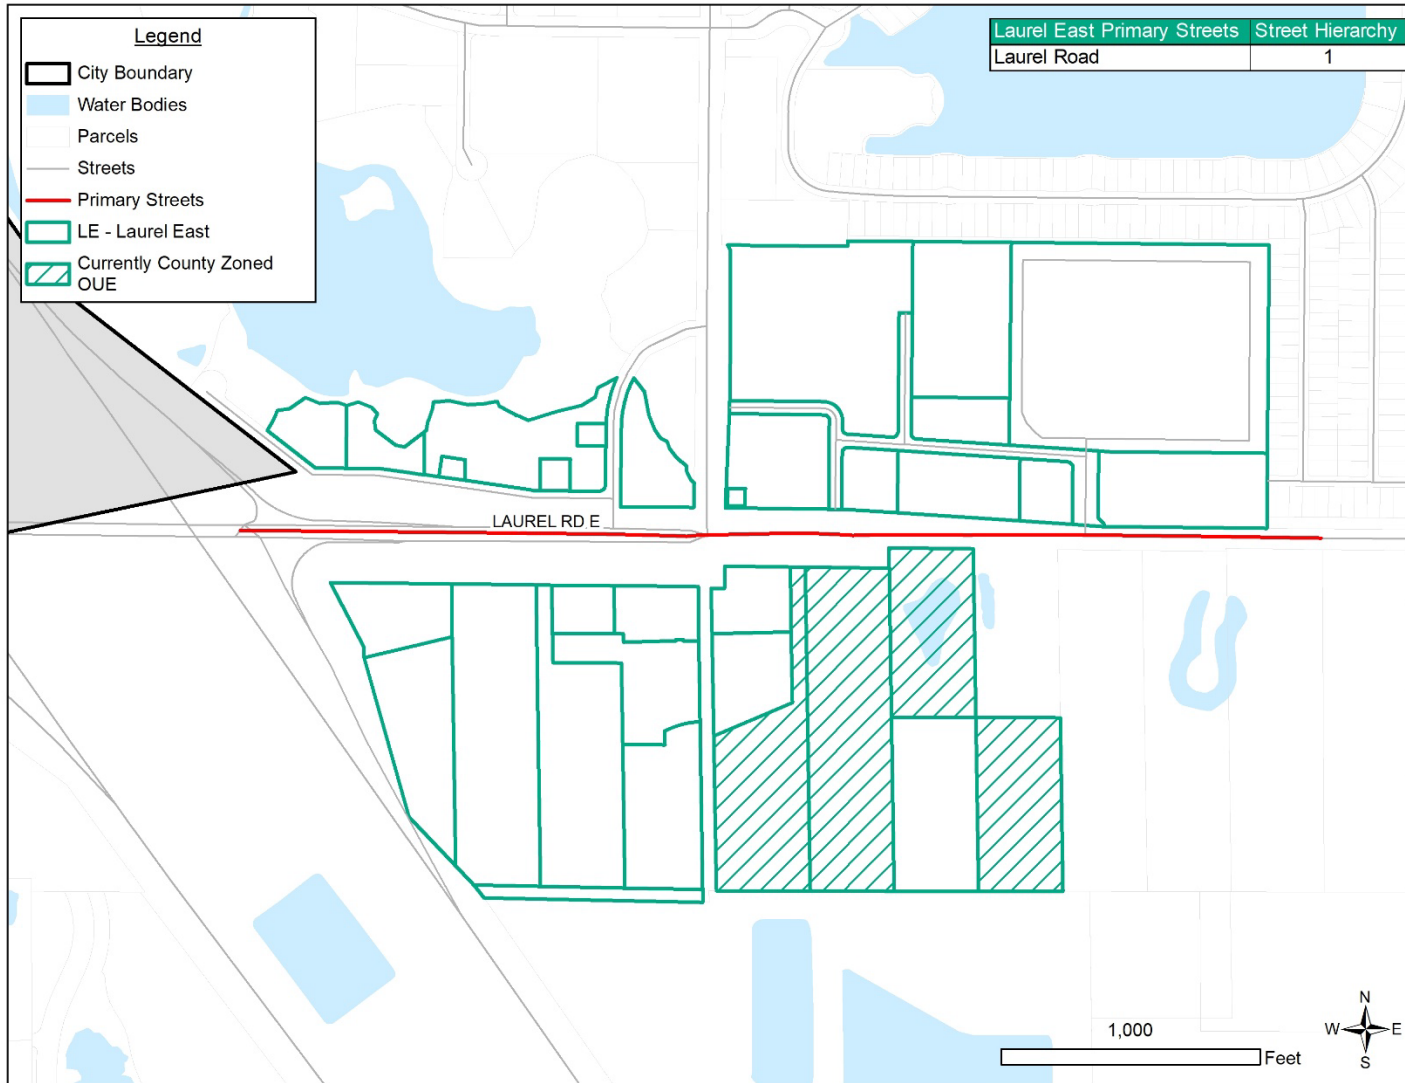 Legend
City Boundary
Water Bodies
Parcels
Streets
Primary Streets
LE - Laurel East
Currently County Zoned
OUE
Laurel East Primary Streets Street Hierarchy
Laurel Road 1
LAUREL RD E
1,000
Feet
N
W E
S